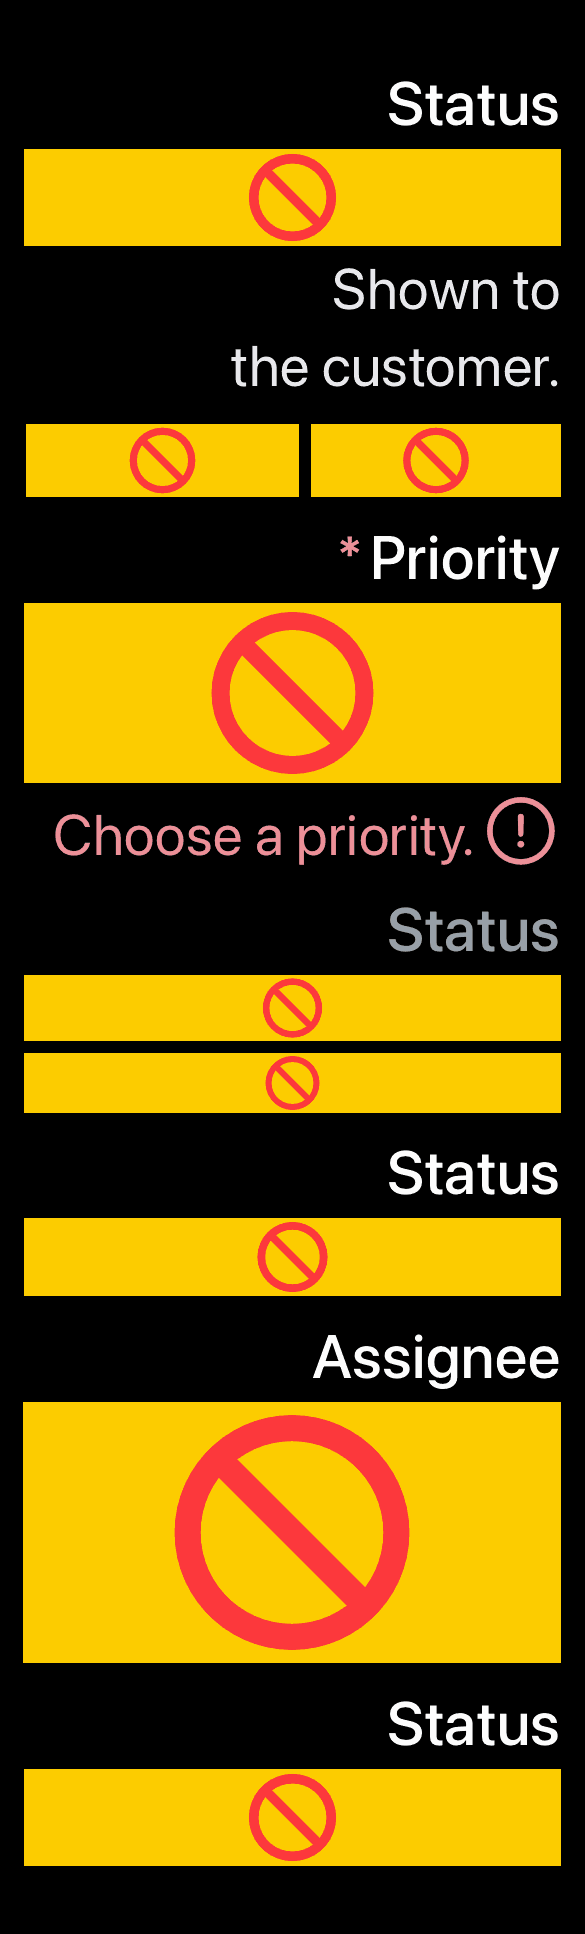 Status
Shown to
the customer.
* Priority
Choose a priority.
Status
Status
Assignee
Status